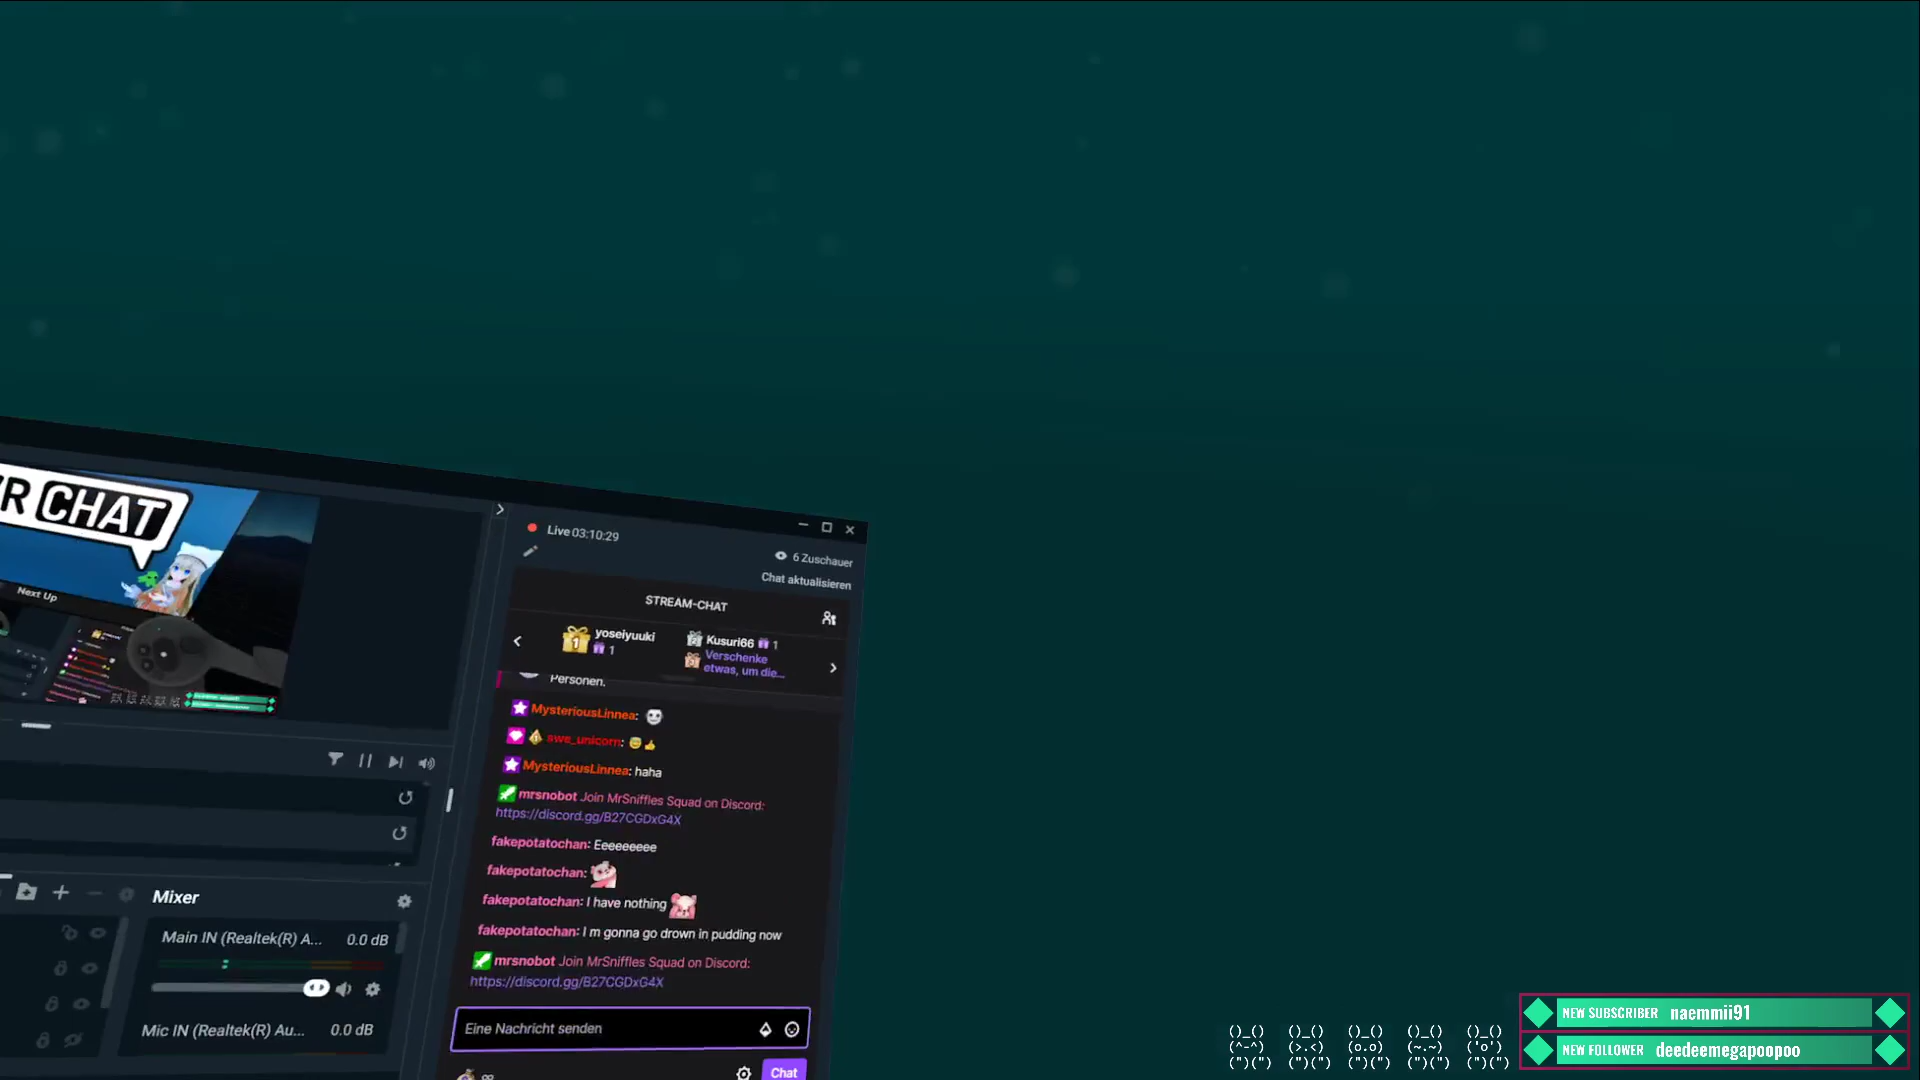 R CHAT
Next Up
Live 03:10:29
6 Zuschauer
Chat aktualisieren
STREAM-CHAT
yoseiyuuki
1
Kusuri66 1
Verschenke
etwas, um die...
Personen.
MysteriousLinnea:
swe_unicorn:
MysteriousLinnea: haha
mrsnobot Join MrSniffles Squad on Discord:
https://discord.gg/B27CGDxG4X
fakepotatochan: Eeeeeeeee
fakepotatochan:
fakepotatochan: I have nothing
fakepotatochan: I m gonna go drown in pudding now
mrsnobot Join MrSniffles Squad on Discord:
https://discord.gg/B27CGDxG4X
Eine Nachricht senden
Chat
Mixer
Main IN (Realtek(R) A... 0.0 dB
Mic IN (Realtek(R) Au... 0.0 dB
()_() ()_() ()_() ()_() ()_()
(^-^) (>.<) (o.o) (~.~) ('o')
(")(") (")(") (")(") (")(") (")(")
NEW SUBSCRIBER naemmii91
NEW FOLLOWER deedeemegapoopoo